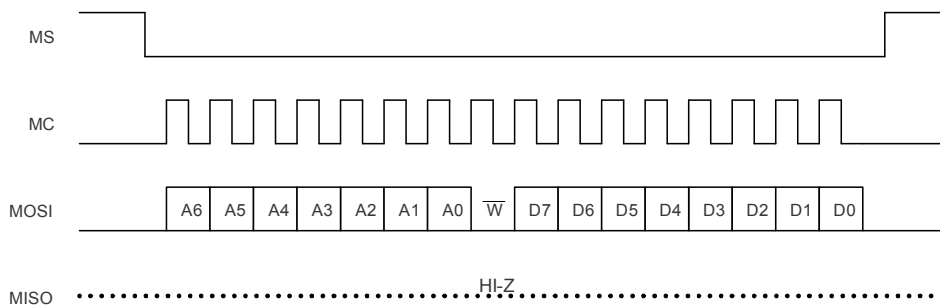 MS
MC
MOSI A6 A5 A4 A3 A2 A1 A0 W̅ D7 D6 D5 D4 D3 D2 D1 D0
HI-Z
MISO